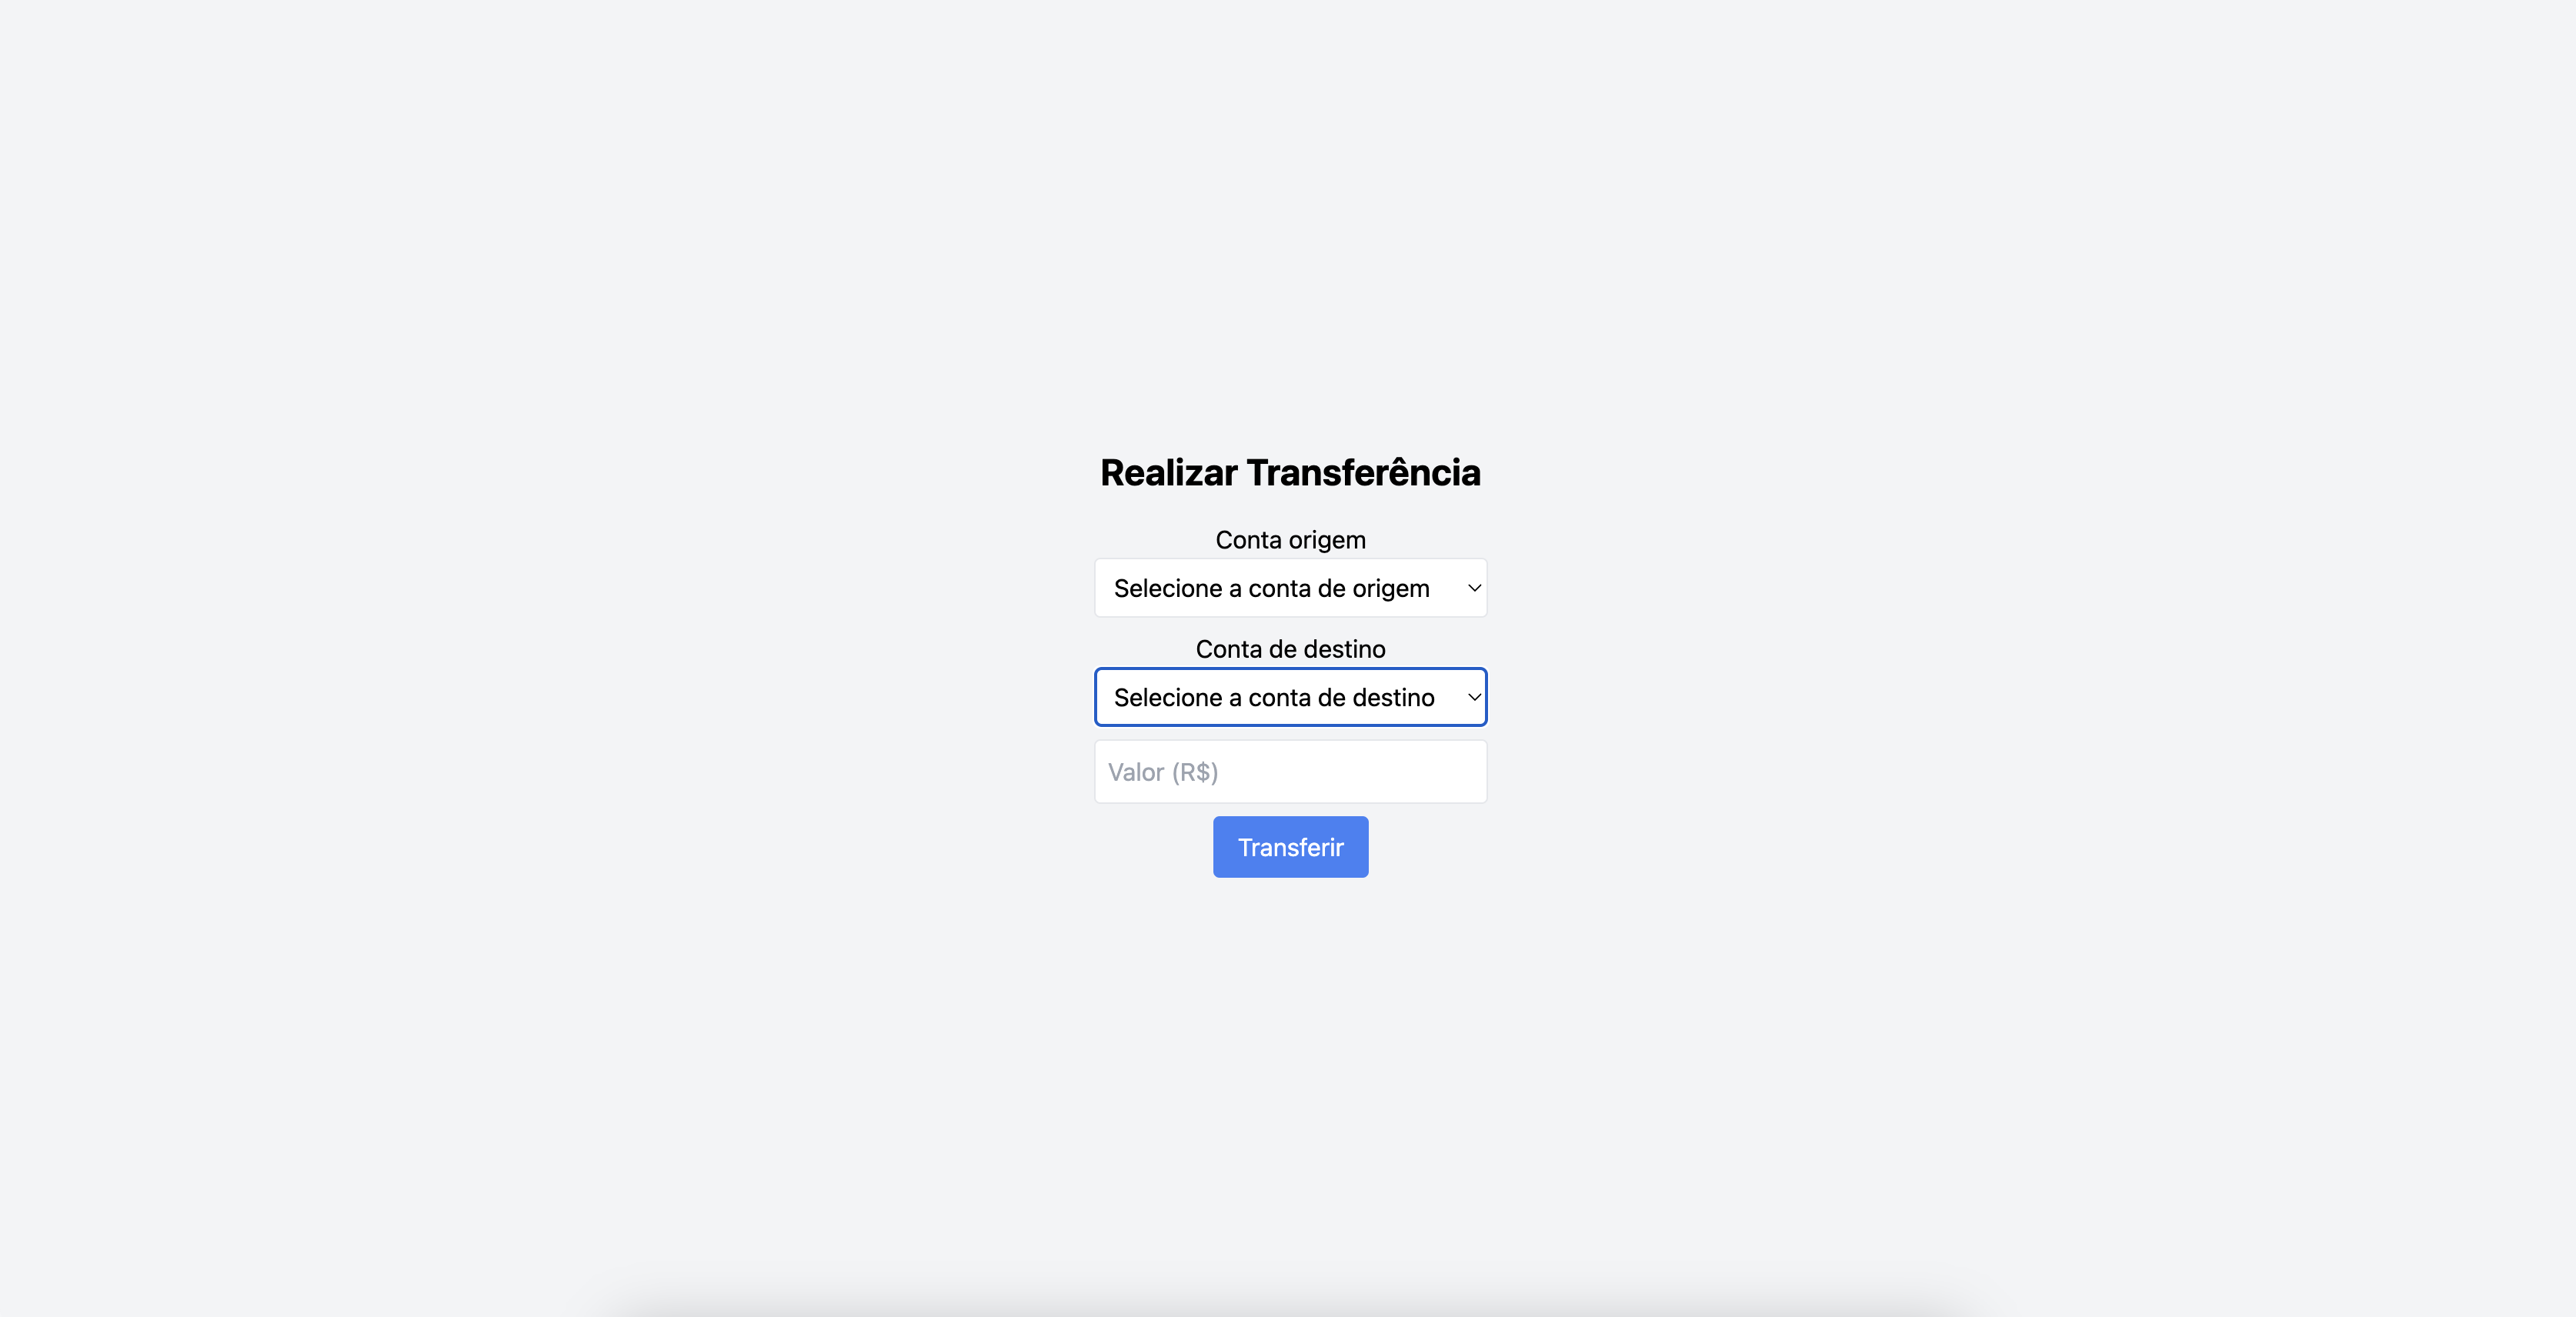 Realizar Transferência
Conta origem
Selecione a conta de origem
Conta de destino
Selecione a conta de destino
Valor (R$)
Transferir